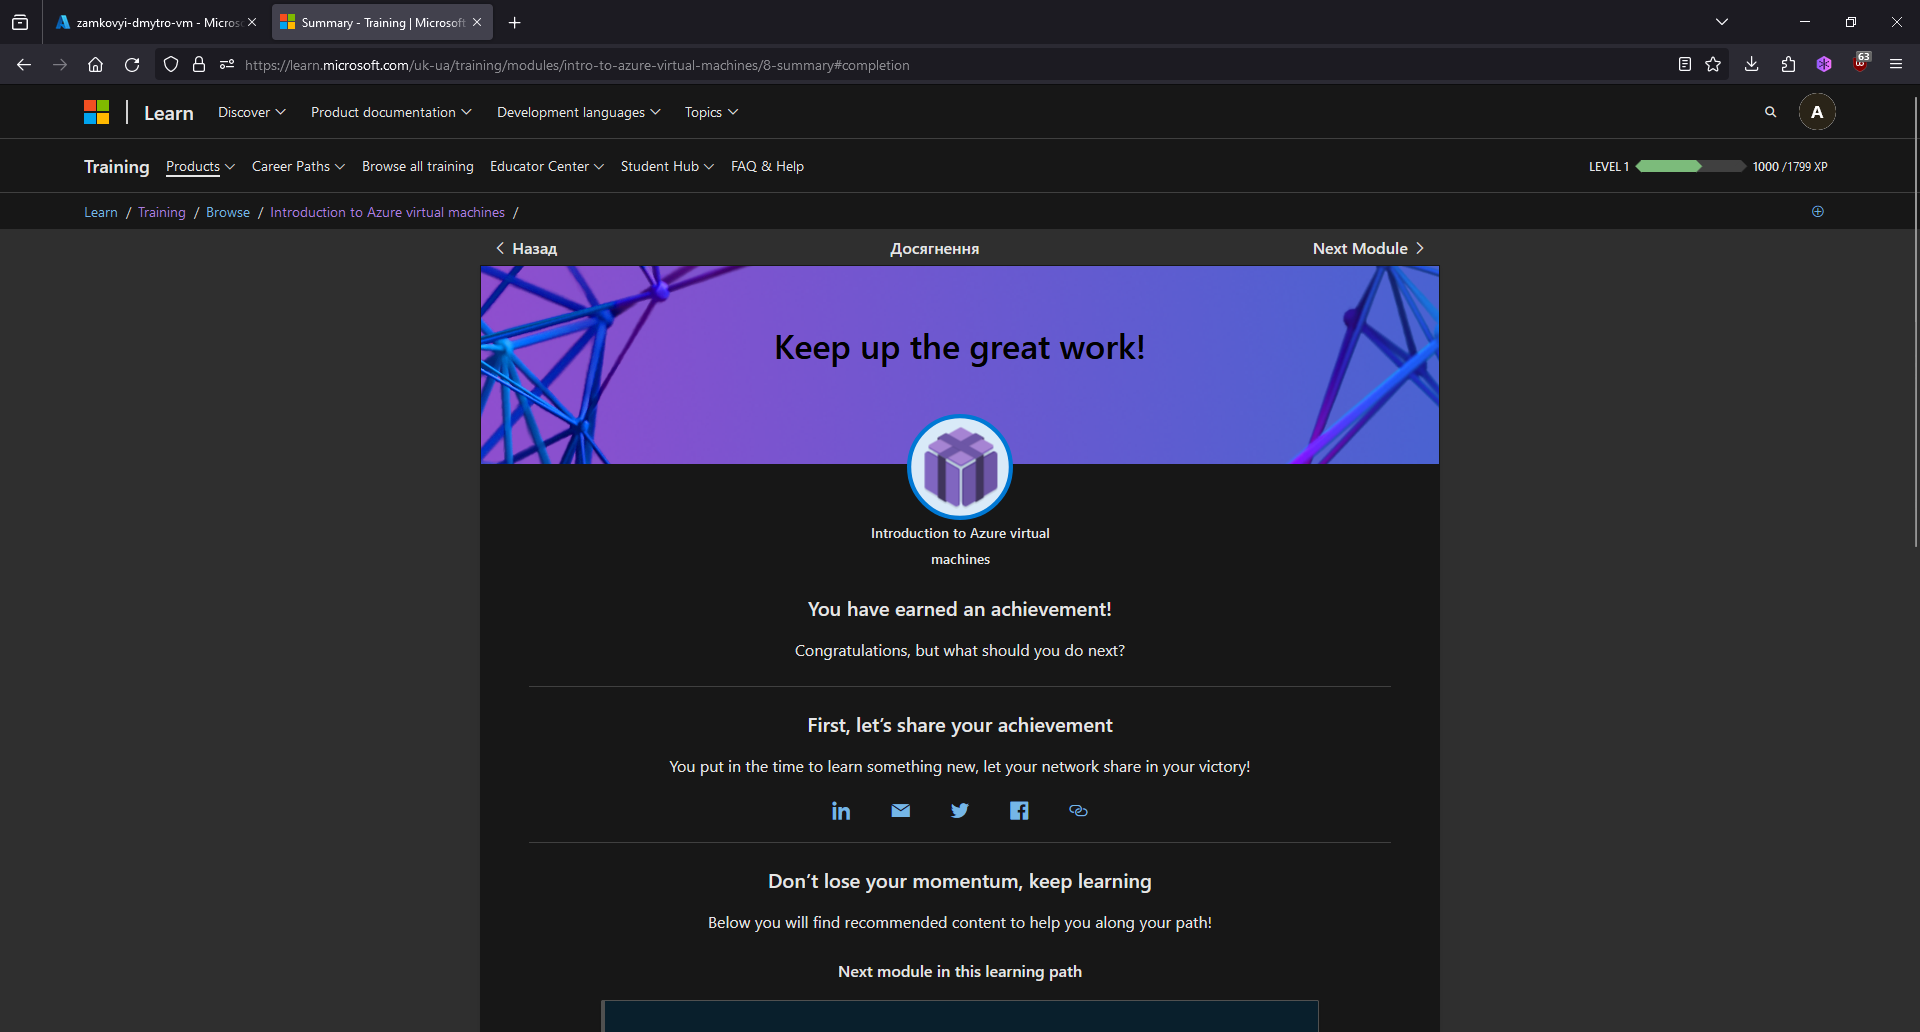 zamkovyi-dmytro-vm - Micros
Summary - Training | Microsoft
https://learn.microsoft.com/uk-ua/training/modules/intro-to-azure-virtual-machines/8-summary#completion
63
Learn Discover Product documentation Development languages Topics
A
Training Products Career Paths Browse all training Educator Center Student Hub FAQ & Help
LEVEL 1 1000 /1799 XP
Learn / Training / Browse / Introduction to Azure virtual machines /
Назад Досягнення Next Module
Keep up the great work!
Introduction to Azure virtual
machines
You have earned an achievement!
Congratulations, but what should you do next?
First, let’s share your achievement
You put in the time to learn something new, let your network share in your victory!
Don’t lose your momentum, keep learning
Below you will find recommended content to help you along your path!
Next module in this learning path